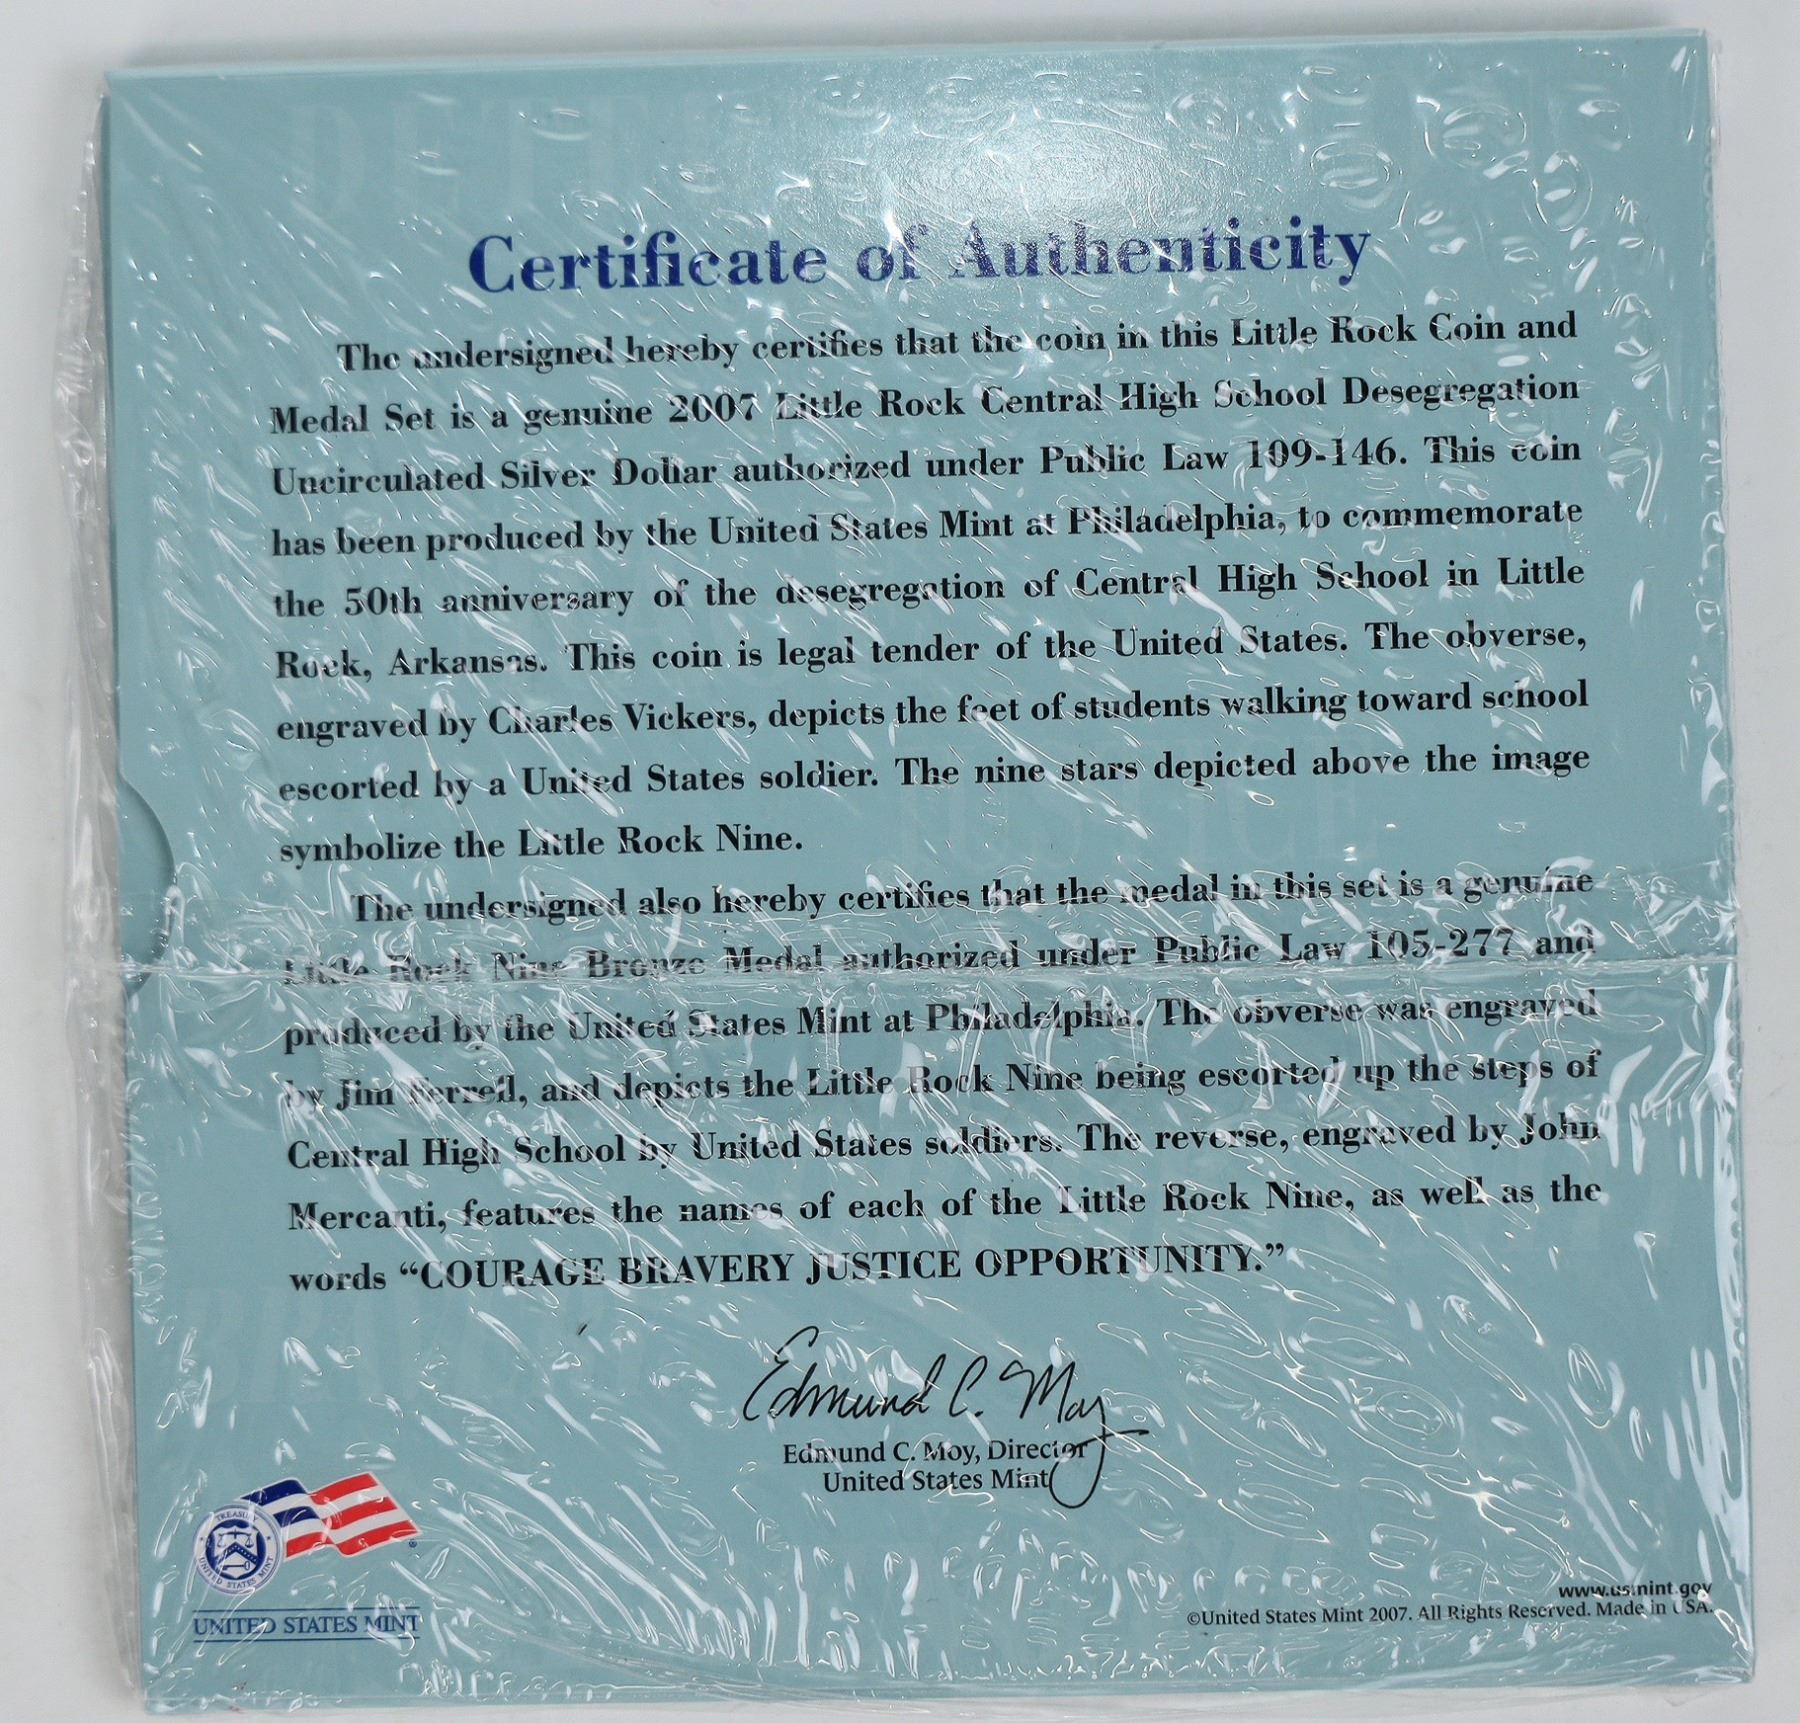 Certificate of Authenticity
The undersigned hereby certifies that the coin in this Little Rock Coin and
Medal Set is a genuine 2007 Little Rock Central High School Desegregation
Uncirculated Silver Dollar authorized under Public Law 109-146. This coin
has been produced by the United States Mint at Philadelphia, to commemorate
the 50th anniversary of the desegregation of Central High School in Little
Rock, Arkansas. This coin is legal tender of the United States. The obverse,
engraved by Charles Vickers, depicts the feet of students walking toward school
escorted by a United States soldier. The nine stars depicted above the image
symbolize the Little Rock Nine.
The undersigned also hereby certifies that the medal in this set is a genuine
Little Rock Nine Bronze Medal authorized under Public Law 105-277 and
produced by the United States Mint at Philadelphia. The obverse was engraved
by Jim Ferrell, and depicts the Little Rock Nine being escorted up the steps of
Central High School by United States soldiers. The reverse, engraved by John
Mercanti, features the names of each of the Little Rock Nine, as well as the
words “COURAGE BRAVERY JUSTICE OPPORTUNITY.”
Edmund C. Moy
Edmund C. Moy, Director
United States Mint
TREASURY
UNITED STATES MINT
UNITED STATES MINT
www.usmint.gov
©United States Mint 2007. All Rights Reserved. Made in USA.